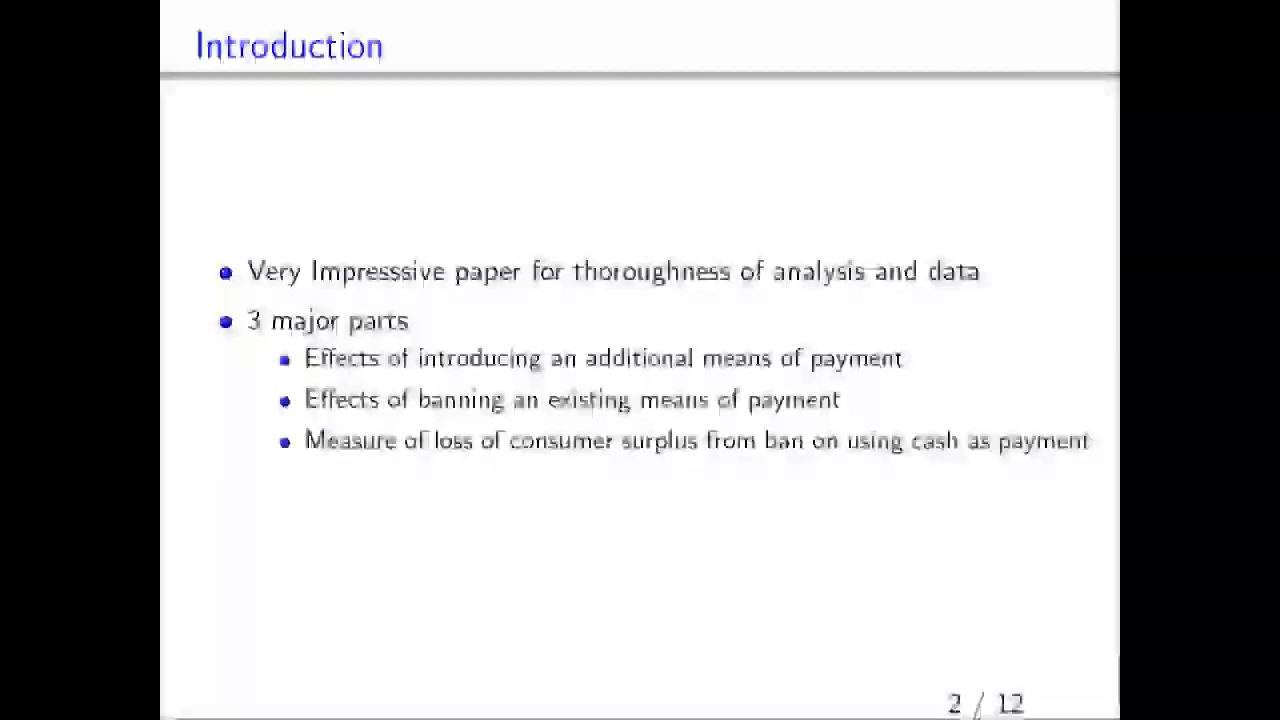 Introduction
Very Impresssive paper for thoroughness of analysis and data
3 major parts
Effects of introducing an additional means of payment
Effects of banning an existing means of payment
Measure of loss of consumer surplus from ban on using cash as payment
2 / 12